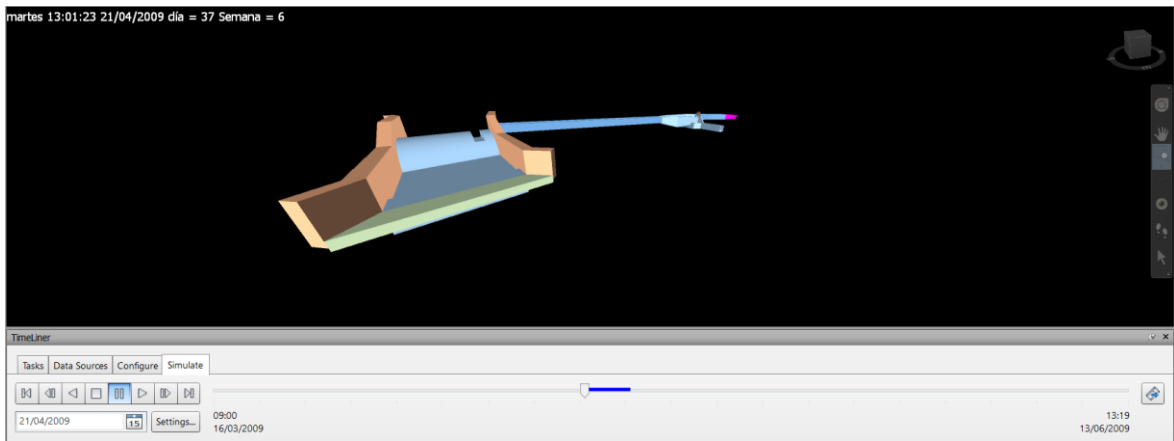 martes 13:01:23 21/04/2009 día = 37 Semana = 6
TimeLiner
Tasks Data Sources Configure Simulate
21/04/2009 15 Settings...
09:00 13:19
16/03/2009 13/06/2009